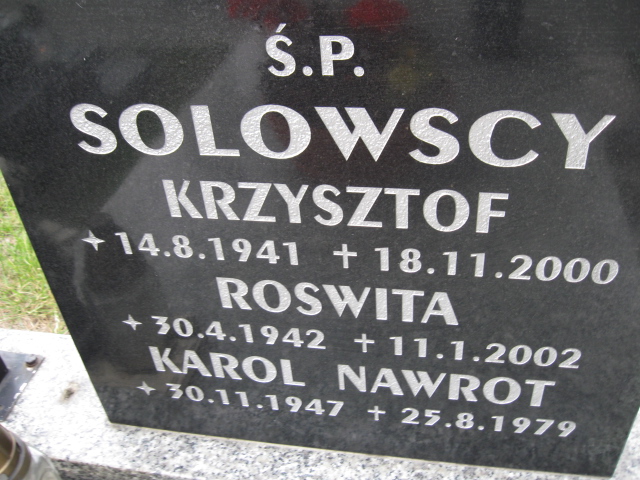 Ś.P.
SOLOWSCY
KRZYSZTOF
✦ 14.8.1941 ✝ 18.11.2000
ROSWITA
✦ 30.4.1942 ✝ 11.1.2002
KAROL NAWROT
✦ 30.11.1947 ✝ 25.8.1979